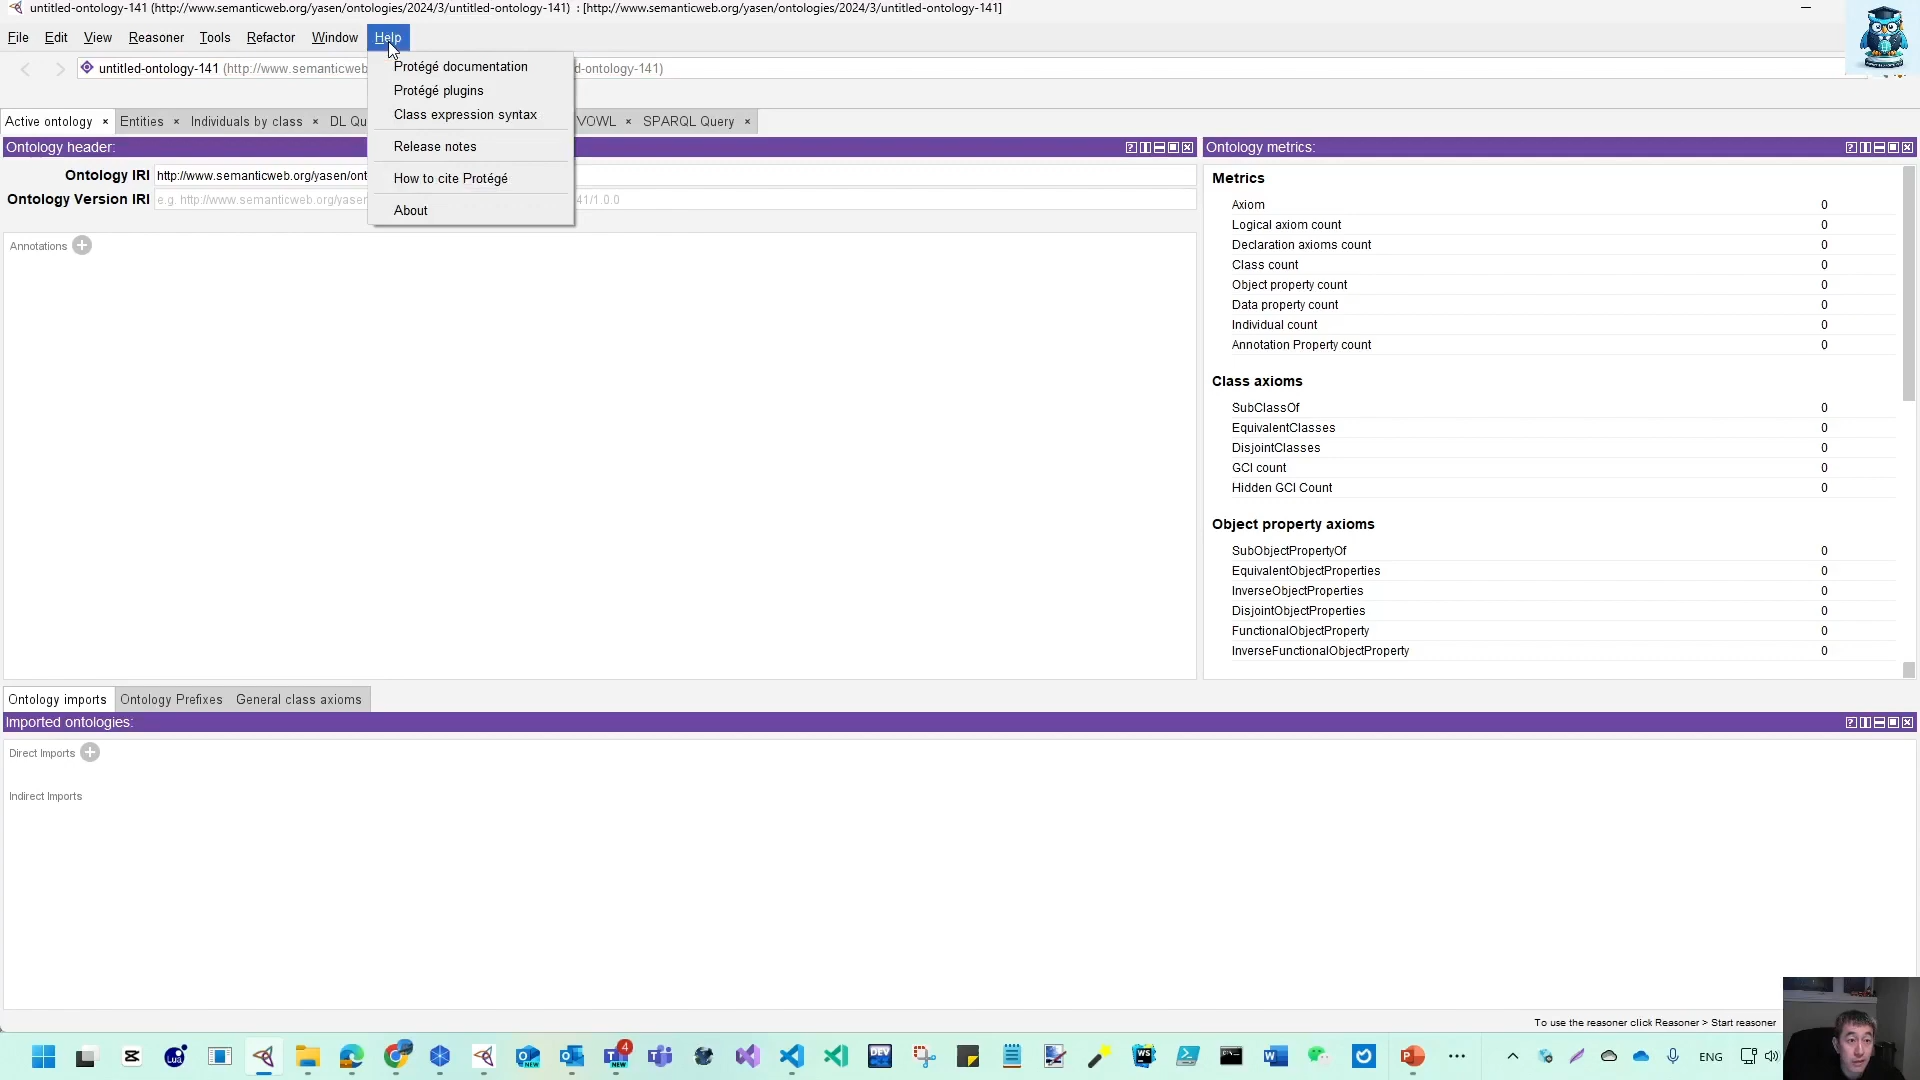 untitled-ontology-141 (http://www.semanticweb.org/yasen/ontologies/2024/3/untitled-ontology-141) : [http://www.semanticweb.org/yasen/ontologies/2024/3/untitled-ontology-141]
File Edit View Reasoner Tools Refactor Window Help
untitled-ontology-141 (http://www.semanticweb d-ontology-141)
Protégé documentation
Protégé plugins
Class expression syntax
Release notes
How to cite Protégé
About
Active ontology × Entities × Individuals by class × DL Qu VOWL × SPARQL Query ×
Ontology header:
Ontology IRI http://www.semanticweb.org/yasen/ont
Ontology Version IRI e.g. http://www.semanticweb.org/yasen 41/1.0.0
Annotations
Ontology metrics:
Metrics
Axiom 0
Logical axiom count 0
Declaration axioms count 0
Class count 0
Object property count 0
Data property count 0
Individual count 0
Annotation Property count 0
Class axioms
SubClassOf 0
EquivalentClasses 0
DisjointClasses 0
GCI count 0
Hidden GCI Count 0
Object property axioms
SubObjectPropertyOf 0
EquivalentObjectProperties 0
InverseObjectProperties 0
DisjointObjectProperties 0
FunctionalObjectProperty 0
InverseFunctionalObjectProperty 0
Ontology imports Ontology Prefixes General class axioms
Imported ontologies:
Direct Imports
Indirect Imports
To use the reasoner click Reasoner > Start reasoner
Lua NEW 4 NEW DEV WS ENG